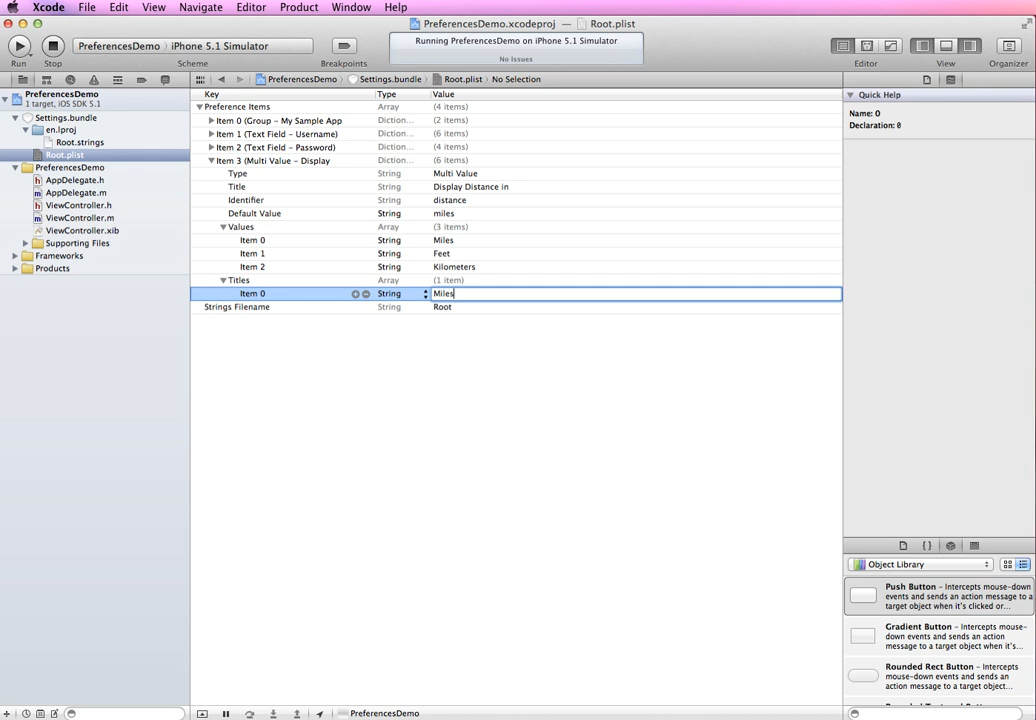 Xcode File Edit View Navigate Editor Product Window Help
PreferencesDemo.xcodeproj — Root.plist
PreferencesDemo › iPhone 5.1 Simulator
Running PreferencesDemo on iPhone 5.1 Simulator
No Issues
Run Stop Scheme Breakpoints Editor View Organizer
PreferencesDemo › Settings.bundle › Root.plist › No Selection
PreferencesDemo
1 target, iOS SDK 5.1
Settings.bundle
en.lproj
Root.strings
Root.plist
PreferencesDemo
AppDelegate.h
AppDelegate.m
ViewController.h
ViewController.m
ViewController.xib
Supporting Files
Frameworks
Products
Key Type Value
Preference Items Array (4 items)
Item 0 (Group – My Sample App Diction... (2 items)
Item 1 (Text Field – Username) Diction... (6 items)
Item 2 (Text Field – Password) Diction... (4 items)
Item 3 (Multi Value – Display Diction... (6 items)
Type String Multi Value
Title String Display Distance in
Identifier String distance
Default Value String miles
Values Array (3 items)
Item 0 String Miles
Item 1 String Feet
Item 2 String Kilometers
Titles Array (1 item)
Item 0 String Miles
Strings Filename String Root
Quick Help
Name: 0
Declaration: 0
Object Library
Push Button – Intercepts mouse-down
events and sends an action message to a
target object when it's clicked or...
Gradient Button – Intercepts mouse-
down events and sends an action
message to a target object when it's...
Rounded Rect Button – Intercepts
mouse-down events and sends an
action message to a target object...
PreferencesDemo